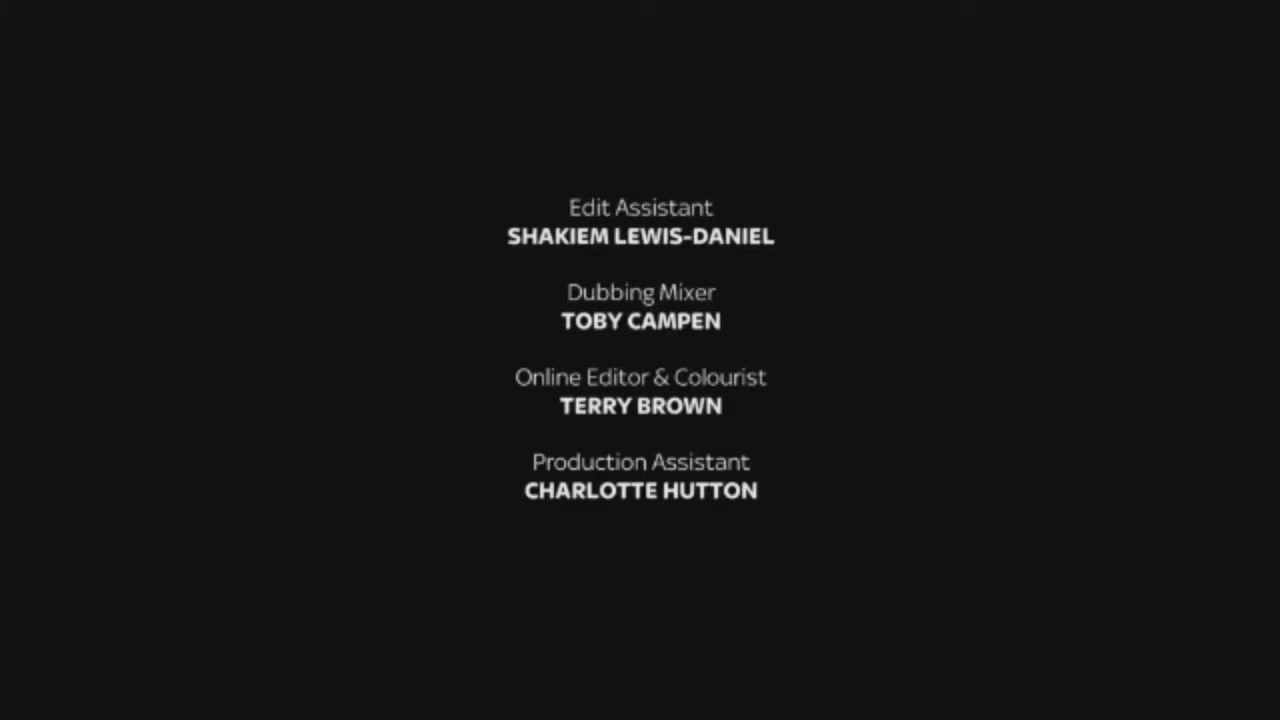 Edit Assistant
SHAKIEM LEWIS-DANIEL
Dubbing Mixer
TOBY CAMPEN
Online Editor & Colourist
TERRY BROWN
Production Assistant
CHARLOTTE HUTTON